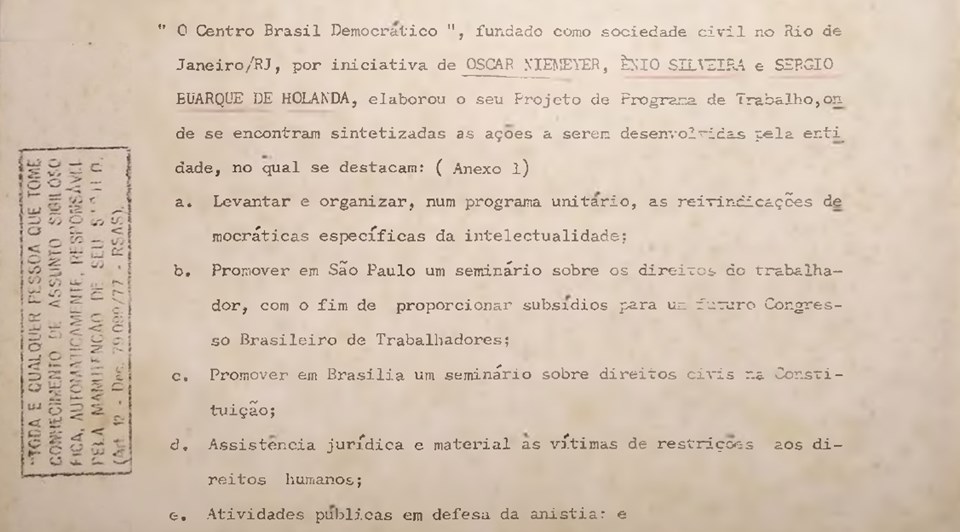 " O Centro Brasil Democrático ", fundado como sociedade civil no Rio de
Janeiro/RJ, por iniciativa de OSCAR NIEMEYER, ÊNIO SILVEIRA e SERGIO
BUARQUE DE HOLANDA, elaborou o seu Projeto de Programa de Trabalho,on
de se encontram sintetizadas as ações a serem desenvolvidas pela enti
dade, no qual se destacam: ( Anexo 1)
a. Levantar e organizar, num programa unitário, as reivindicações de
mocráticas específicas da intelectualidade;
b. Promover em São Paulo um seminário sobre os direitos do trabalha-
dor, com o fim de proporcionar subsídios para um futuro Congres-
so Brasileiro de Trabalhadores;
c. Promover em Brasilia um seminário sobre direitos civis na Consti-
tuição;
d. Assistência jurídica e material às vítimas de restrições aos di-
reitos humanos;
e. Atividades públicas em defesa da anistia: e
"TODA E QUALQUER PESSOA QUE TOME
CONHECIMENTO DE ASSUNTO SIGILOSO
FICA, AUTOMATICAMENTE, RESPONSÁVEL
PELA MANUTENÇÃO DE SEU SIGILO.
(Art. 12 - Dec. 79.099/77 - RSAS).